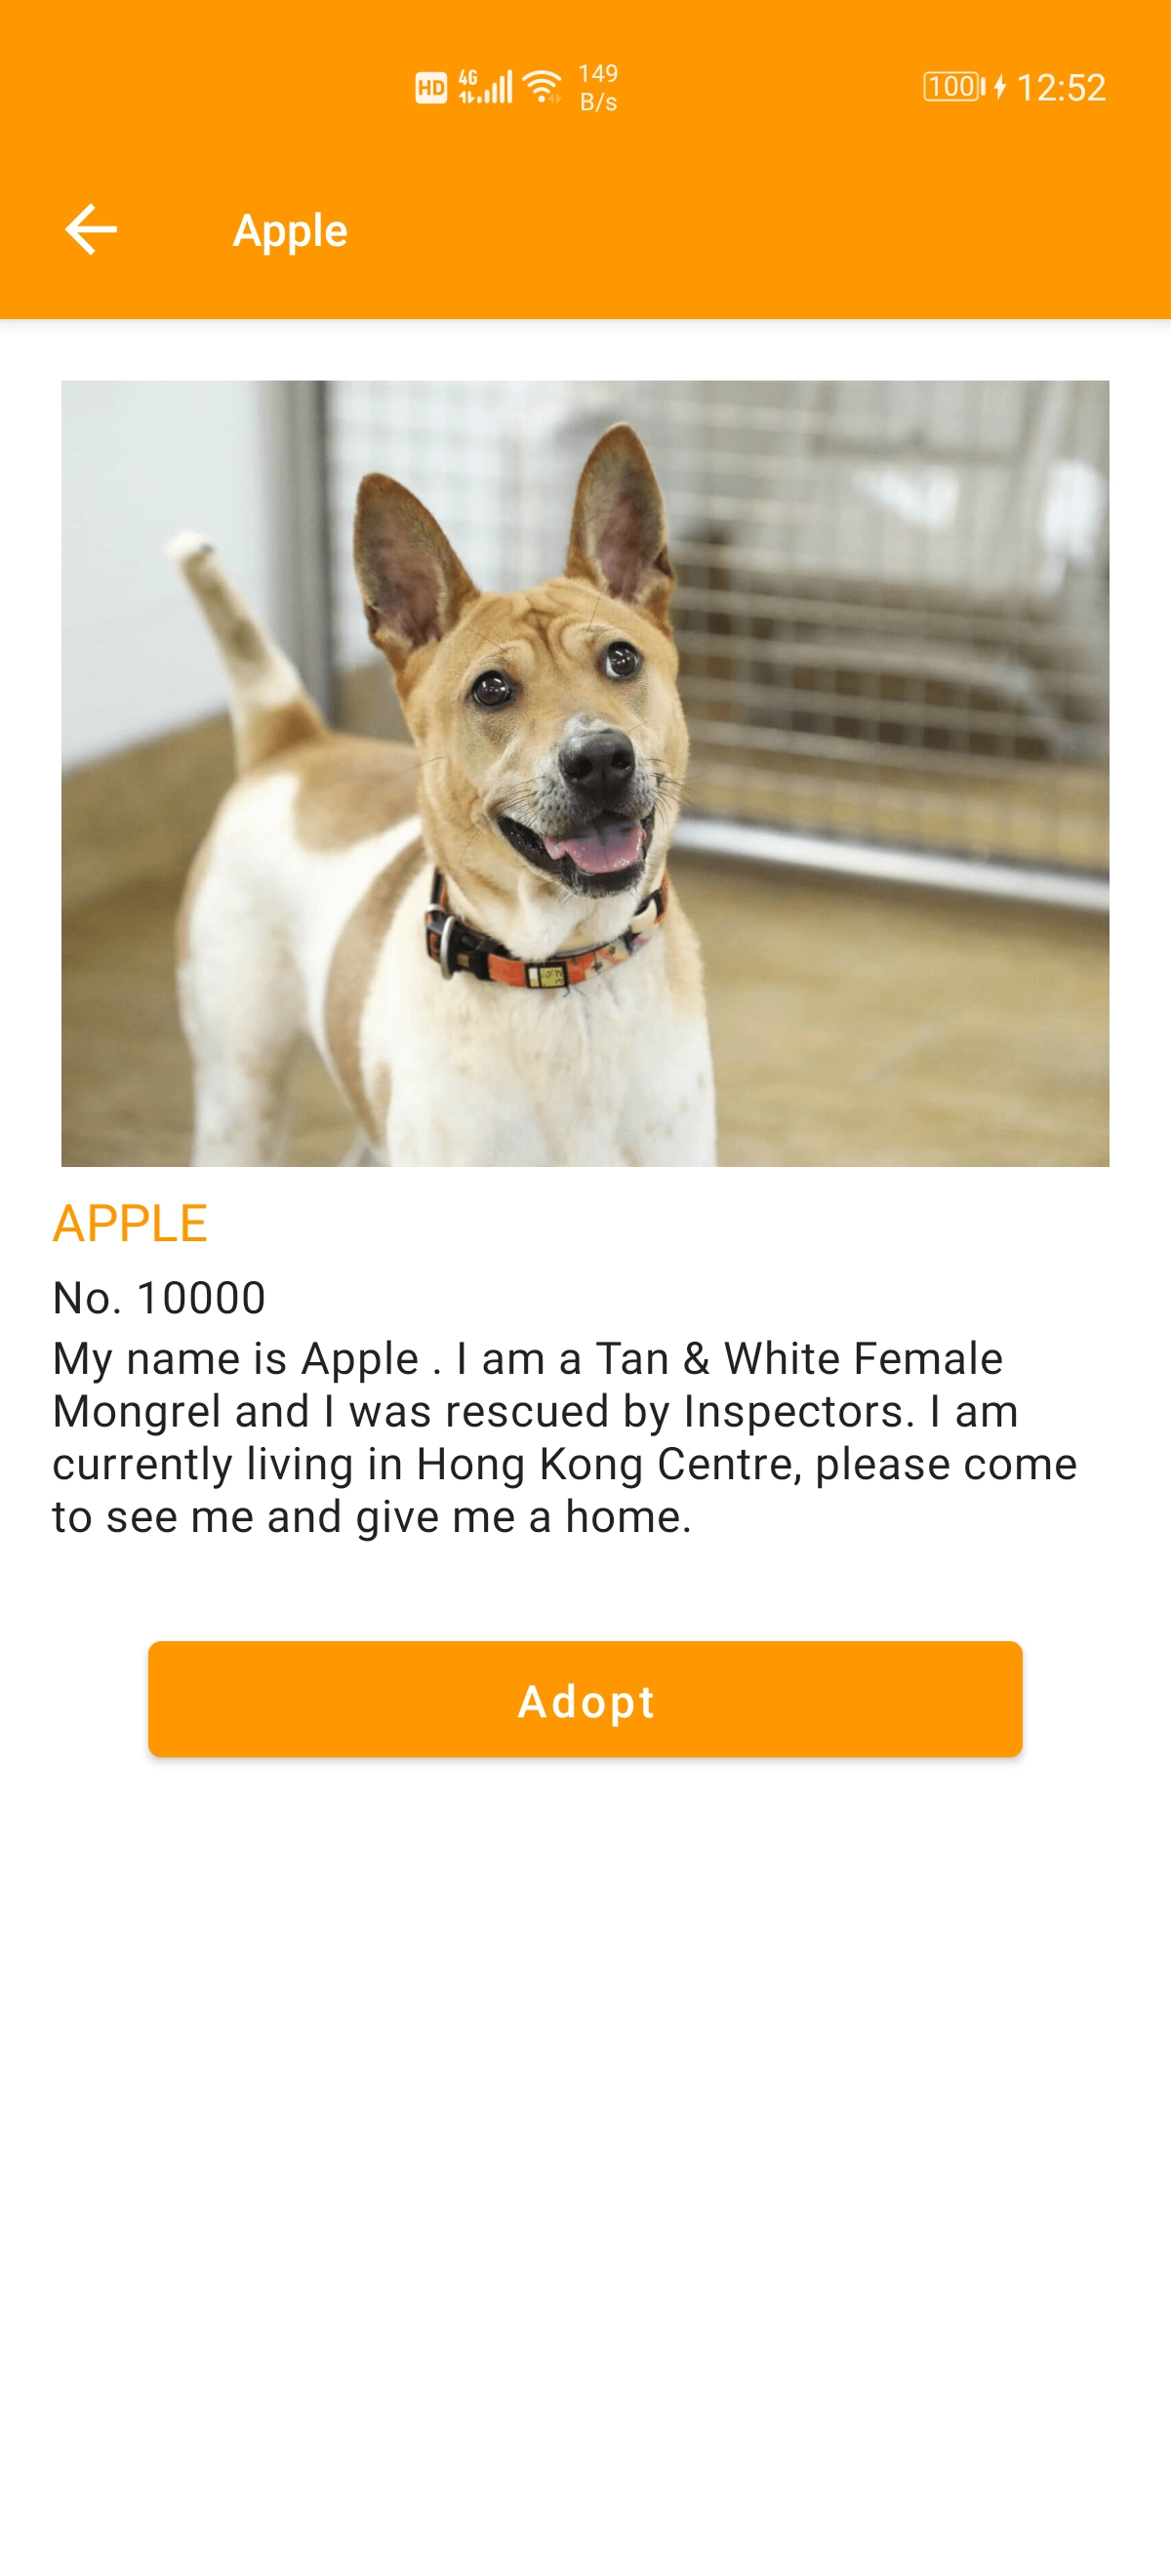 HD 4G 149
B/s
100 12:52
Apple
APPLE
No. 10000
My name is Apple . I am a Tan & White Female
Mongrel and I was rescued by Inspectors. I am
currently living in Hong Kong Centre, please come
to see me and give me a home.
Adopt